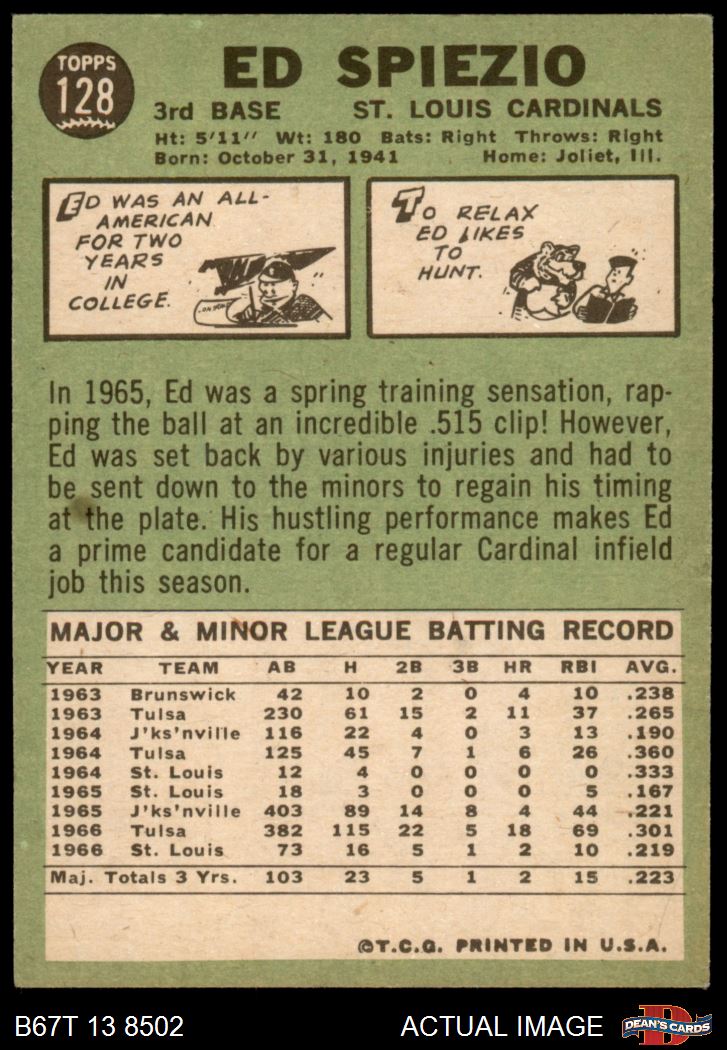 TOPPS
128
ED SPIEZIO
3rd BASE ST. LOUIS CARDINALS
Ht: 5'11" Wt: 180 Bats: Right Throws: Right
Born: October 31, 1941 Home: Joliet, Ill.
ED WAS AN ALL-
AMERICAN
FOR TWO
YEARS
IN
COLLEGE.
TO RELAX
ED LIKES
TO
HUNT.
In 1965, Ed was a spring training sensation, rap-
ping the ball at an incredible .515 clip! However,
Ed was set back by various injuries and had to
be sent down to the minors to regain his timing
at the plate. His hustling performance makes Ed
a prime candidate for a regular Cardinal infield
job this season.
MAJOR & MINOR LEAGUE BATTING RECORD
YEAR TEAM AB H 2B 3B HR RBI AVG.
1963 Brunswick 42 10 2 0 4 10 .238
1963 Tulsa 230 61 15 2 11 37 .265
1964 J'ks'nville 116 22 4 0 3 13 .190
1964 Tulsa 125 45 7 1 6 26 .360
1964 St. Louis 12 4 0 0 0 0 .333
1965 St. Louis 18 3 0 0 0 5 .167
1965 J'ks'nville 403 89 14 8 4 44 .221
1966 Tulsa 382 115 22 5 18 69 .301
1966 St. Louis 73 16 5 1 2 10 .219
Maj. Totals 3 Yrs. 103 23 5 1 2 15 .223
©T.C.G. PRINTED IN U.S.A.
B67T 13 8502 ACTUAL IMAGE
D
DEAN'S CARDS